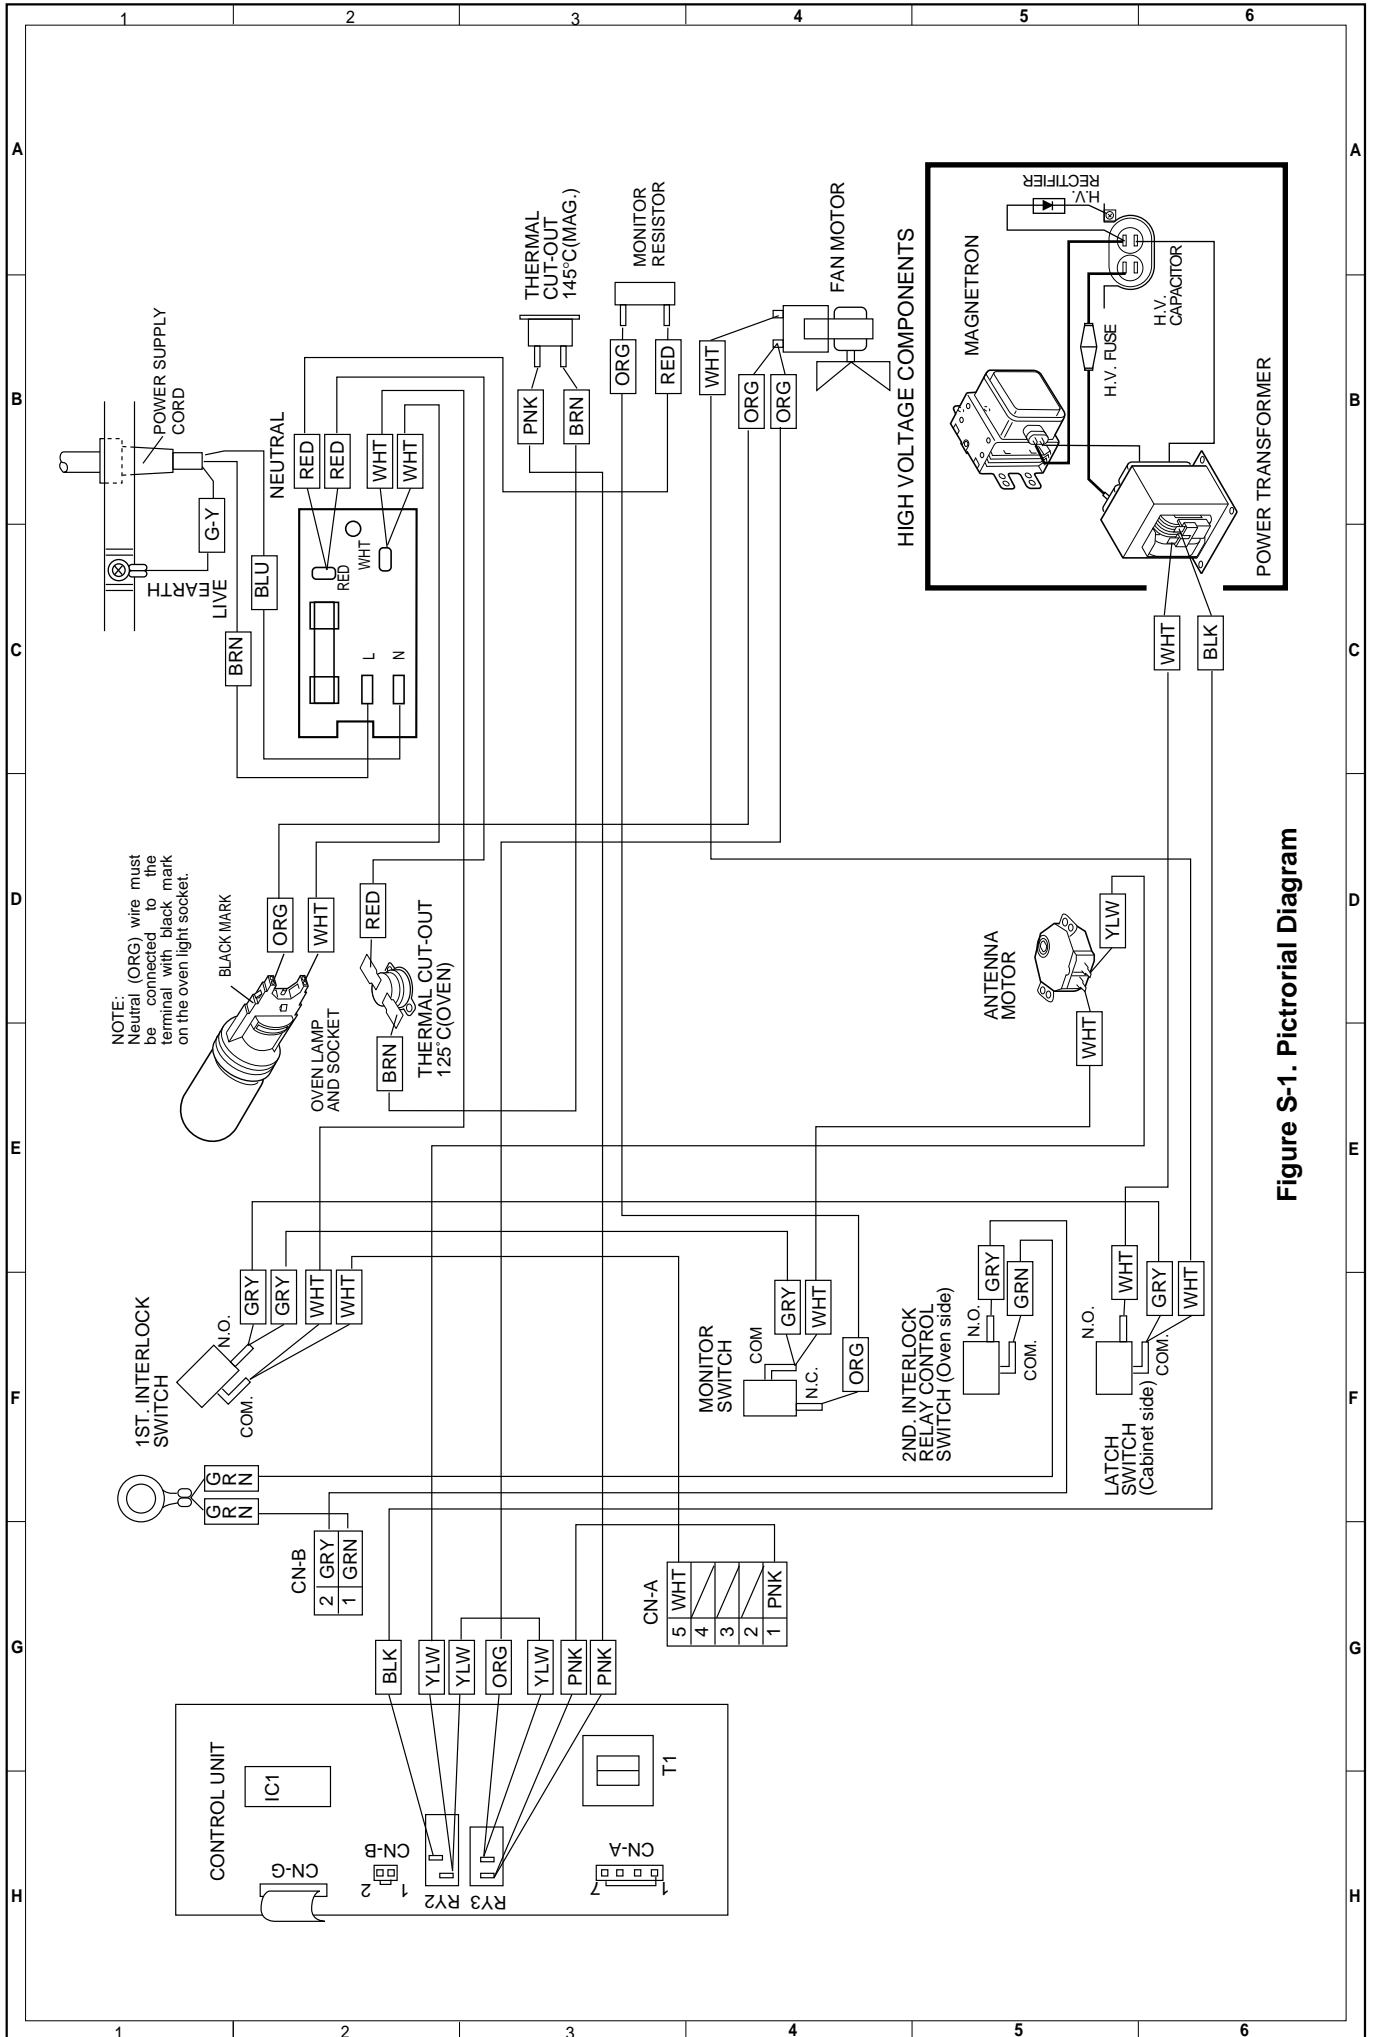 1 2 3 4 5 6
A A
B B
C C
D D
E E
F F
G G
H H
1 2 3 4 5 6
POWER SUPPLY
CORD
G-Y
EARTH
LIVE
NEUTRAL
BRN
BLU
RED
RED
WHT
WHT
RED
WHT
L
N
THERMAL
CUT-OUT
145°C(MAG.)
PNK
BRN
MONITOR
RESISTOR
ORG
RED
FAN MOTOR
WHT
ORG
ORG
HIGH VOLTAGE COMPONENTS
MAGNETRON
H.V.
RECTIFIER
H.V. FUSE
H.V.
CAPACITOR
POWER TRANSFORMER
WHT
BLK
NOTE:
Neutral (ORG) wire must
be connected to the
terminal with black mark
on the oven light socket.
BLACK MARK
ORG
WHT
OVEN LAMP
AND SOCKET
RED
BRN
THERMAL CUT-OUT
125°C(OVEN)
ANTENNA
MOTOR
YLW
WHT
1ST. INTERLOCK
SWITCH
N.O.
COM.
GRY
GRY
WHT
WHT
MONITOR
SWITCH
COM
N.C.
GRY
WHT
ORG
2ND. INTERLOCK
RELAY CONTROL
SWITCH (Oven side)
N.O.
COM.
GRY
GRN
LATCH
SWITCH
(Cabinet side)
N.O.
COM.
WHT
GRY
WHT
GRN
GRN
CN-B
2 GRY
1 GRN
CN-A
5 WHT
4
3
2
1 PNK
BLK
YLW
YLW
ORG
YLW
PNK
PNK
CONTROL UNIT
IC1
T1
CN-G
CN-B
2 1
RY2
RY3
CN-A
7 1
Figure S-1. Pictrorial Diagram